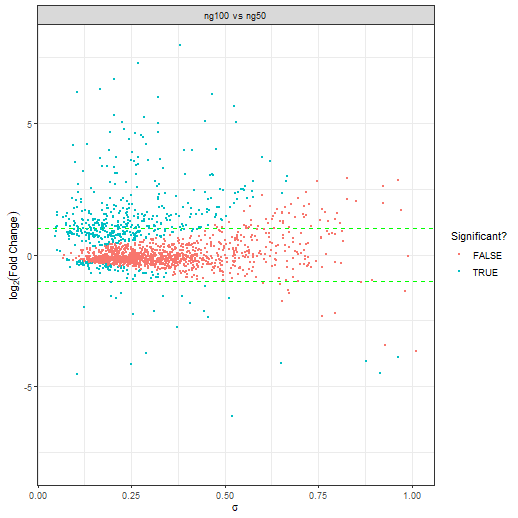 ng100 vs ng50
log2(Fold Change)
5
0
-5
0.00
0.25
0.50
0.75
1.00
σ
Significant?
FALSE
TRUE